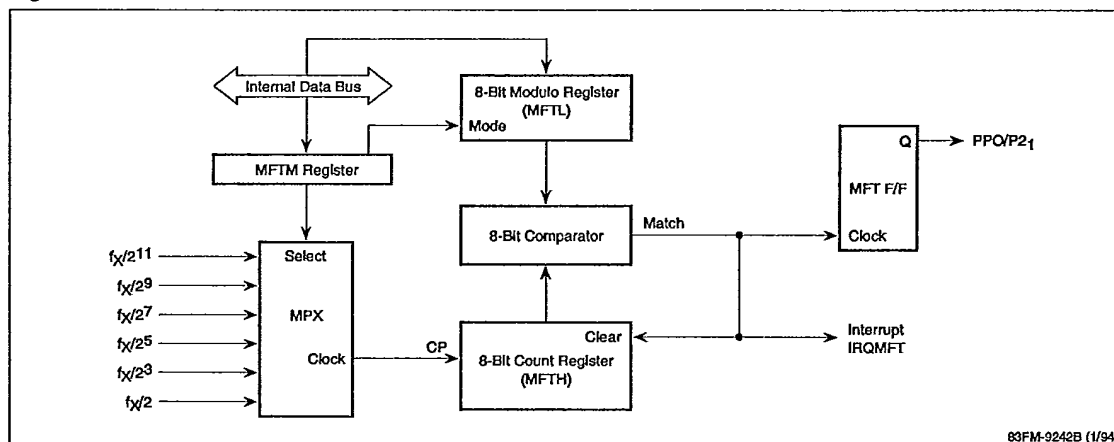 Internal Data Bus
8-Bit Modulo Register
(MFTL)
Mode
MFTM Register
Q
PPO/P2₁
MFT F/F
Clock
8-Bit Comparator
Match
fX/2¹¹
fX/2⁹
fX/2⁷
fX/2⁵
fX/2³
fX/2
Select
MPX
Clock
CP
Clear
8-Bit Count Register
(MFTH)
Interrupt
IRQMFT
83FM-9242B (1/94